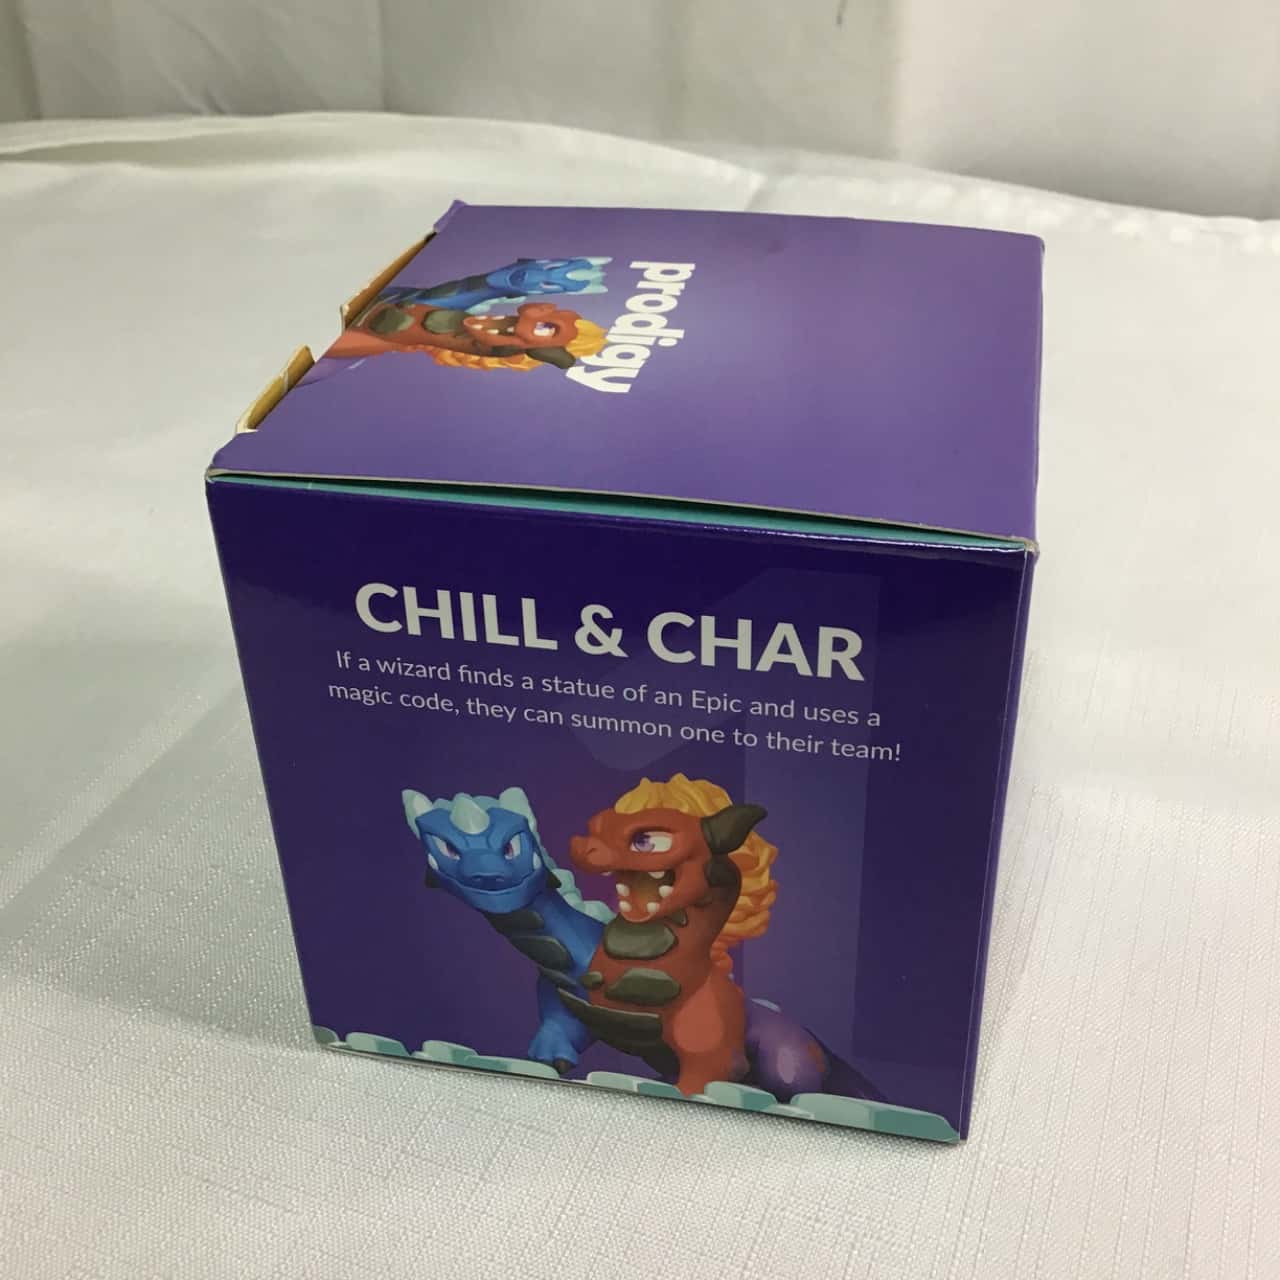 prodigy
CHILL & CHAR
If a wizard finds a statue of an Epic and uses a
magic code, they can summon one to their team!